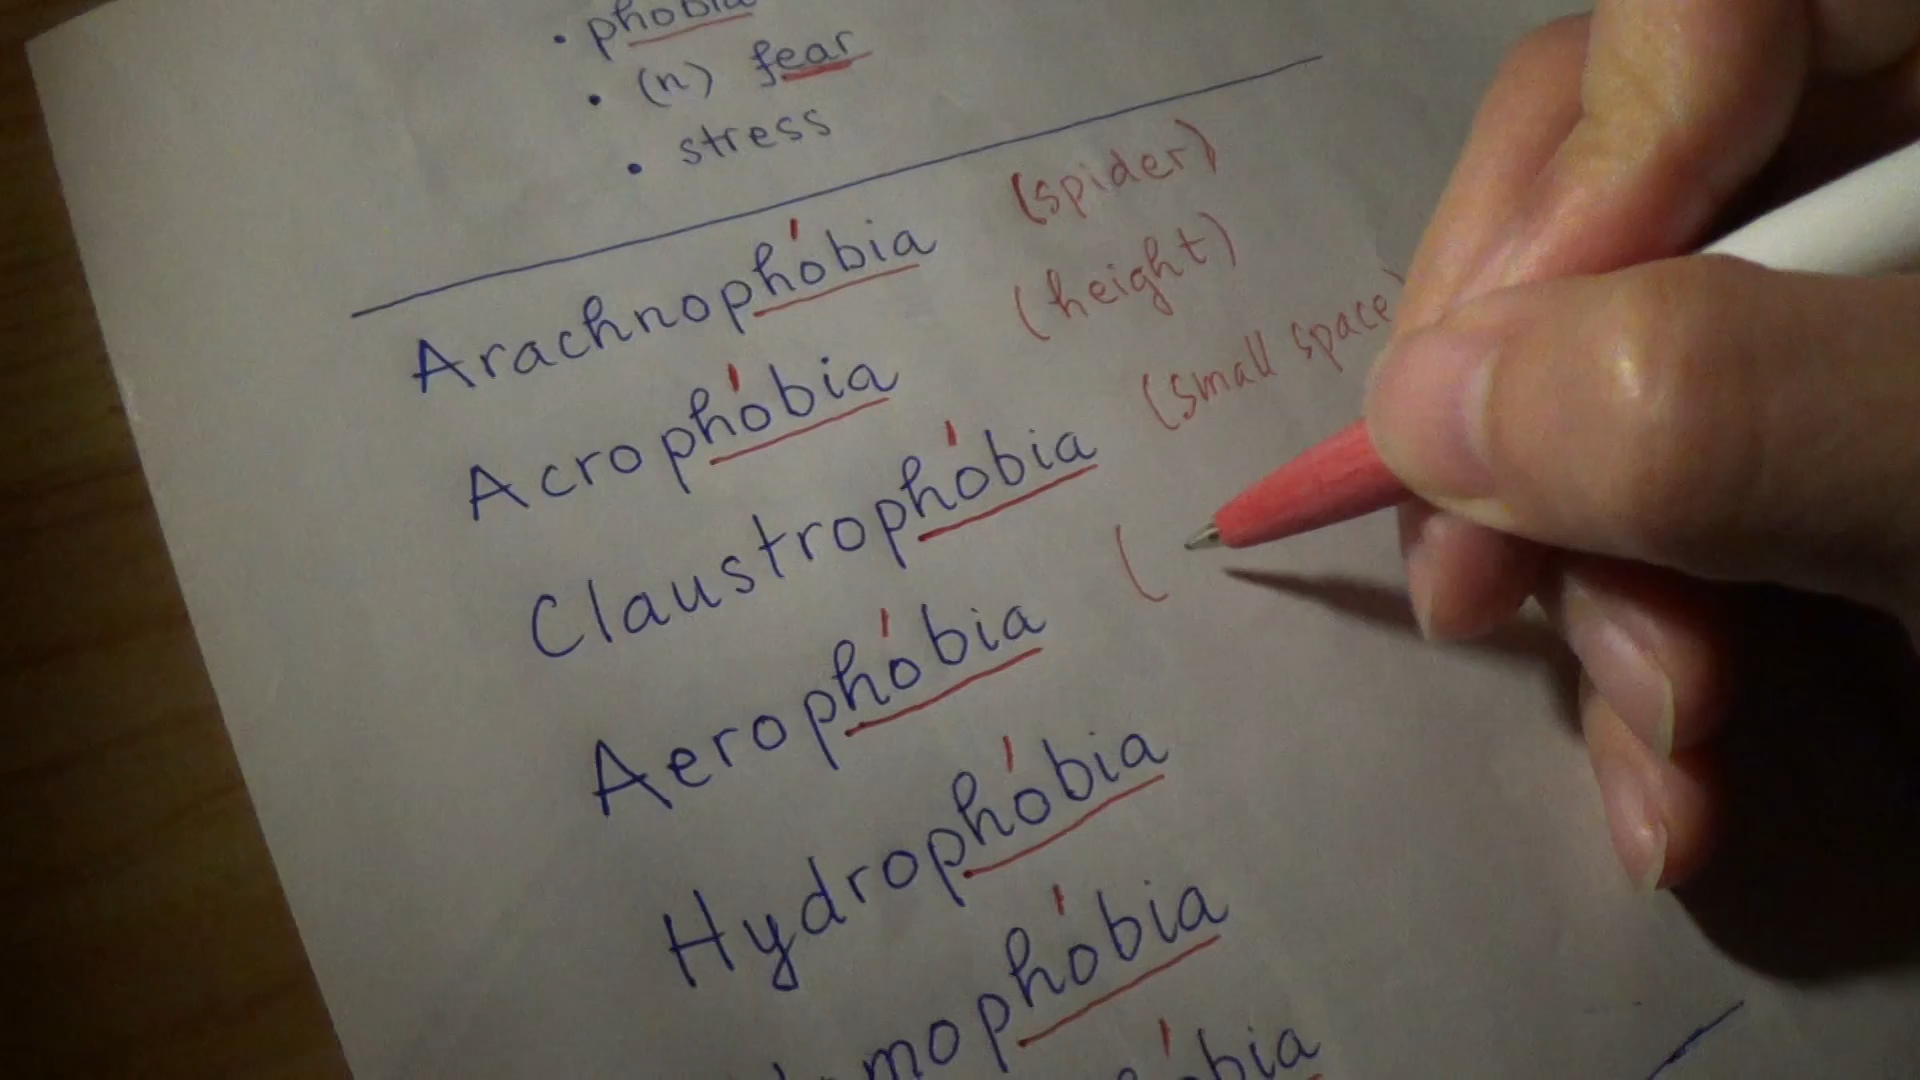 • phobia
• (n) fear
• stress
Arachnophobia (spider)
Acrophobia (height)
Claustrophobia (small space)
Aerophobia (
Hydrophobia